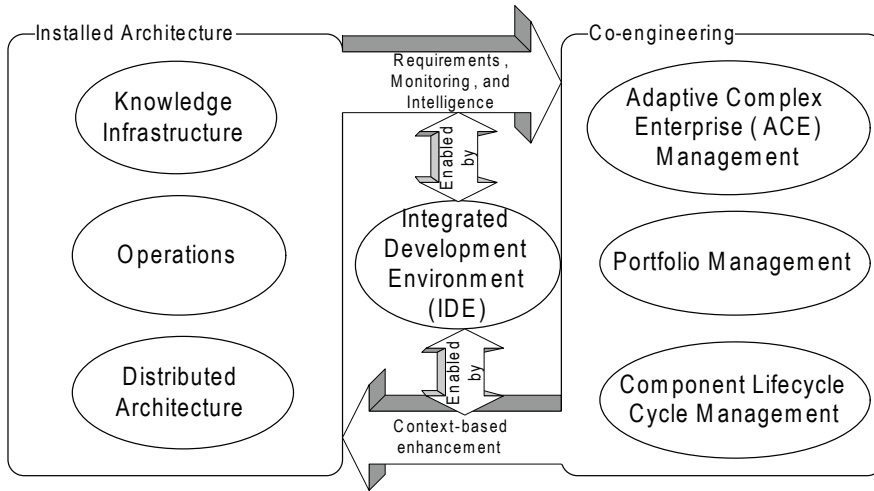 Installed Architecture
Knowledge
Infrastructure
Operations
Distributed
Architecture
Requirements,
Monitoring, and
Intelligence
Enabled
by
Integrated
Development
Environment
(IDE)
Enabled
by
Context-based
enhancement
Co-engineering
Adaptive Complex
Enterprise (ACE)
Management
Portfolio Management
Component Lifecycle
Cycle Management